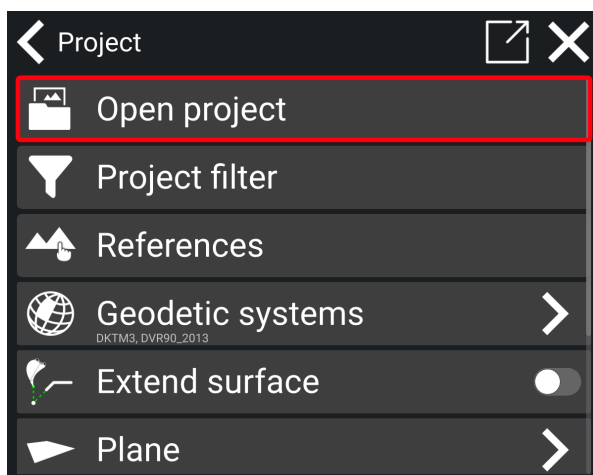 Project
Open project
Project filter
References
Geodetic systems
DKTM3, DVR90_2013
Extend surface
Plane